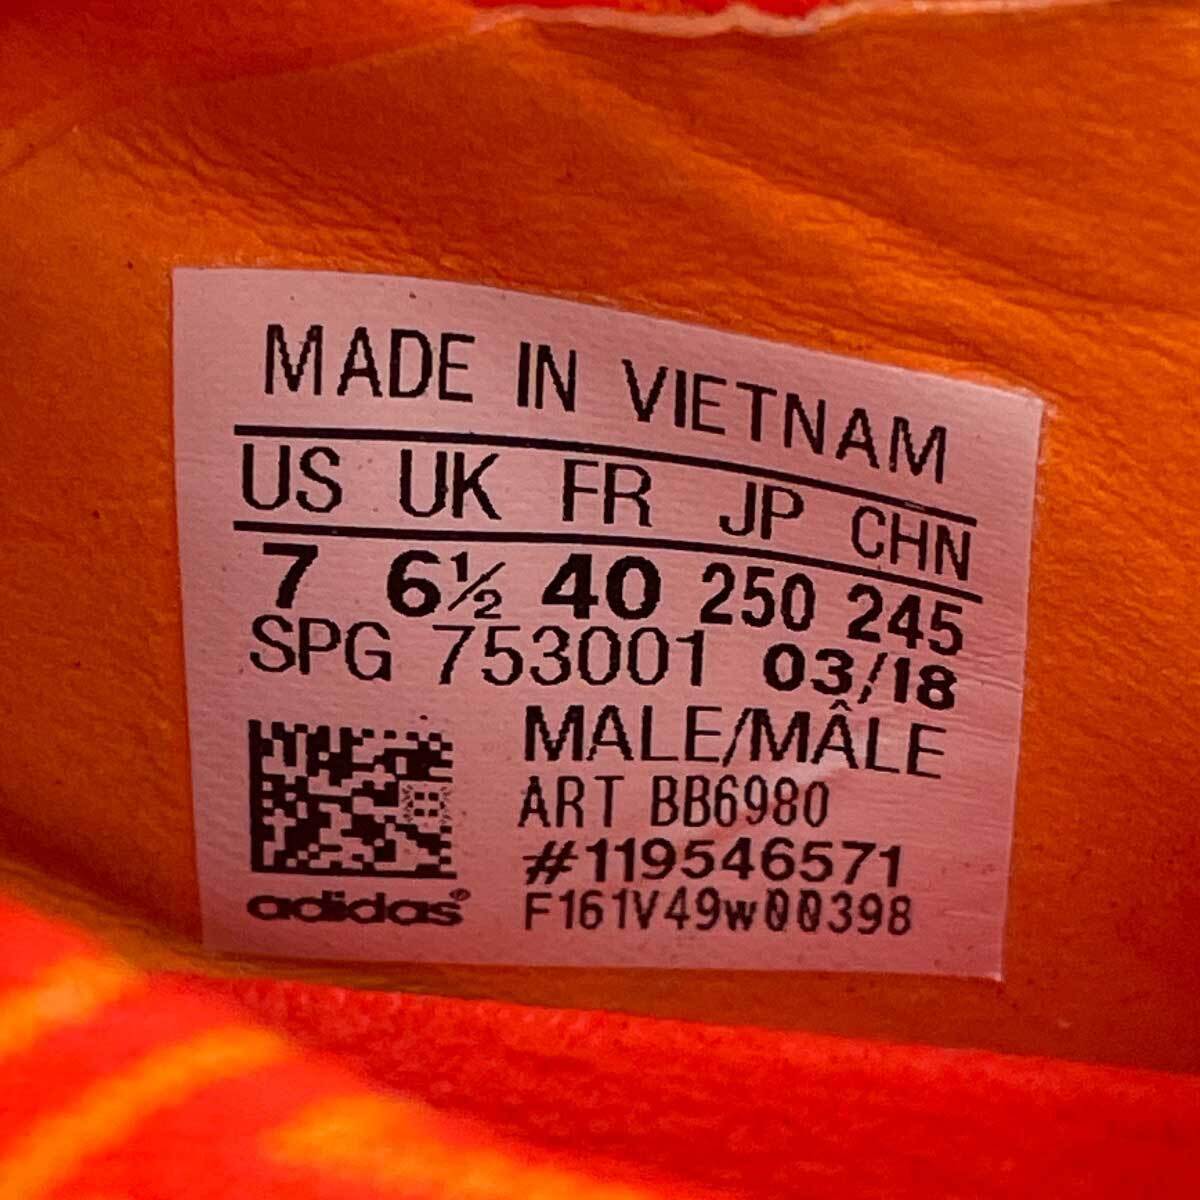 MADE IN VIETNAM
US UK FR JP CHN
7 6½ 40 250 245
SPG 753001 03/18
MALE/MÂLE
ART BB6980
#119546571
adidas®
F161V49w00398